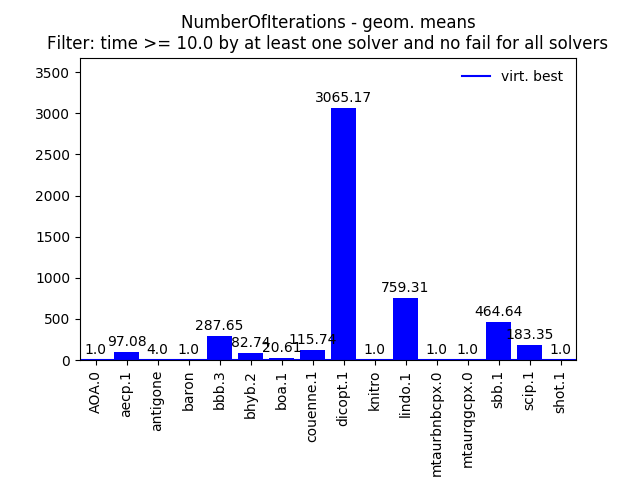 NumberOfIterations - geom. means
Filter: time >= 10.0 by at least one solver and no fail for all solvers
virt. best
3500
3000
2500
2000
1500
1000
500
0
1.0
97.08
4.0
1.0
287.65
82.74
20.61
115.74
3065.17
1.0
759.31
1.0
1.0
464.64
183.35
1.0
AOA.0
aecp.1
antigone
baron
bbb.3
bhyb.2
boa.1
couenne.1
dicopt.1
knitro
lindo.1
mtaurbnbcpx.0
mtaurqgcpx.0
sbb.1
scip.1
shot.1